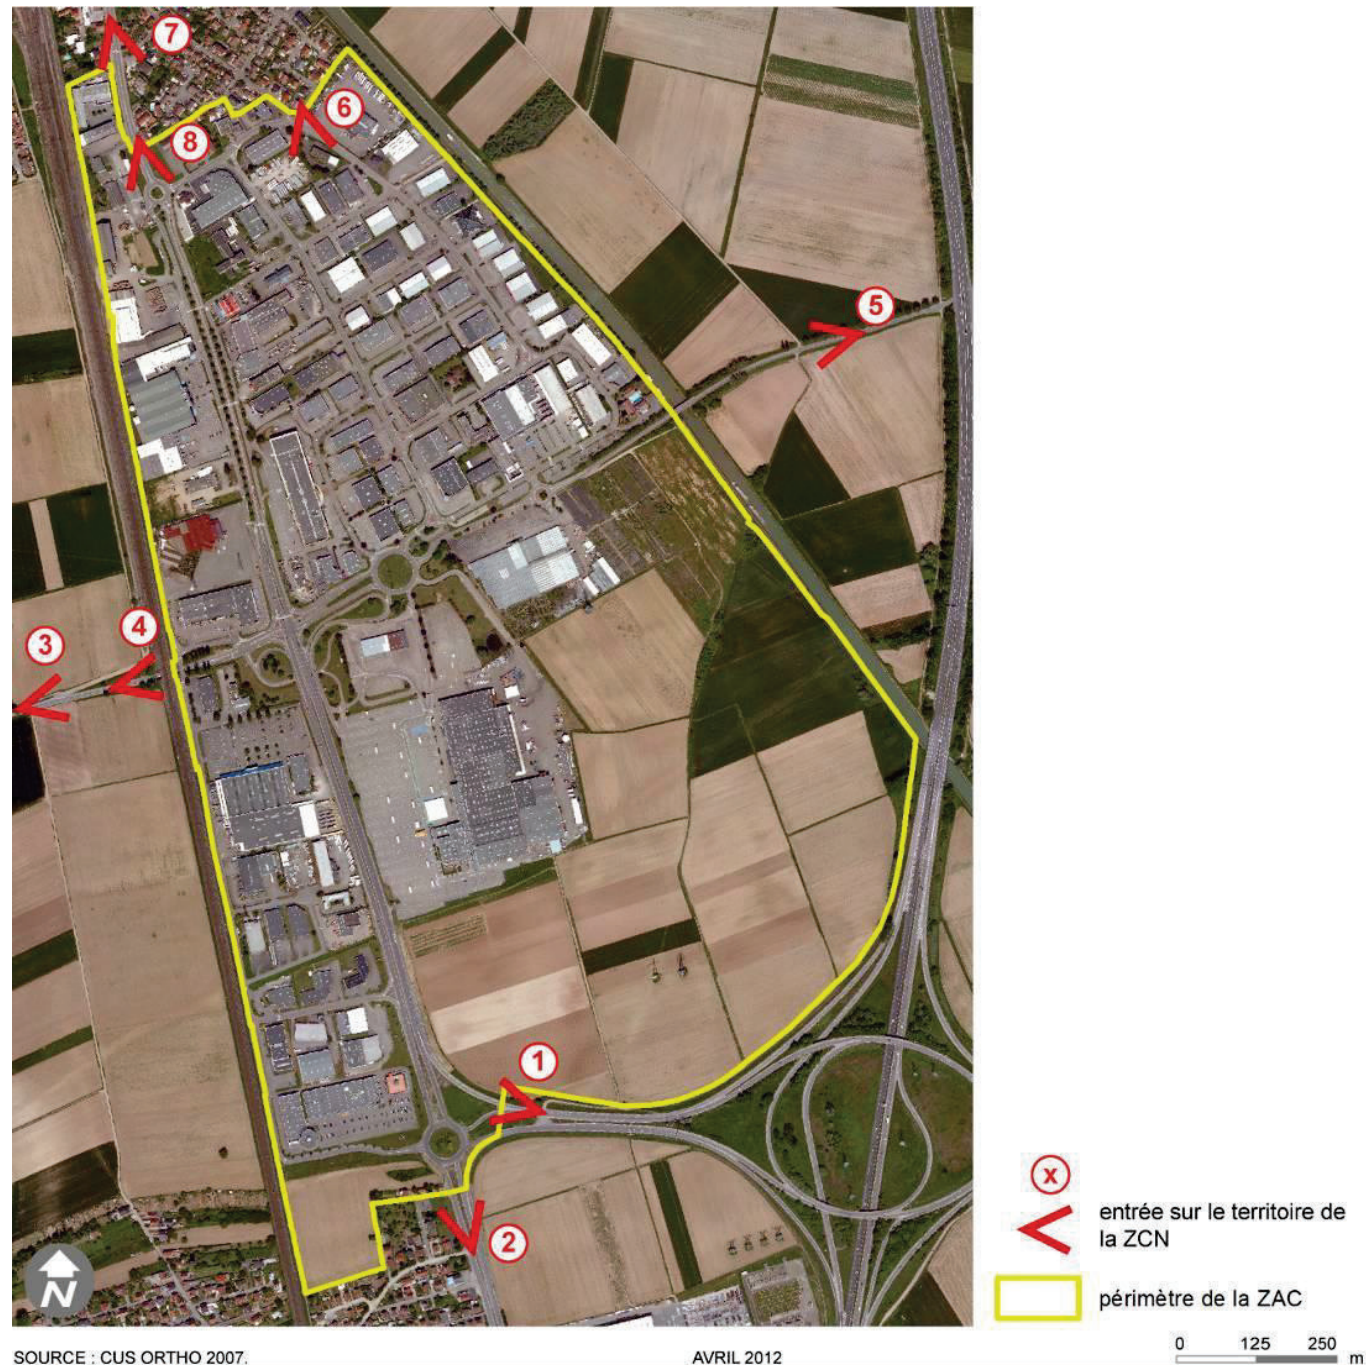 7
6
8
5
4
3
1
2
N
x
entrée sur le territoire de
la ZCN
périmètre de la ZAC
SOURCE : CUS ORTHO 2007.
AVRIL 2012
0 125 250 m